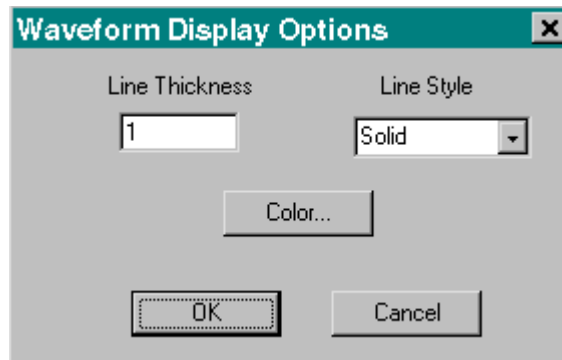 Waveform Display Options
Line Thickness
Line Style
1
Solid
Color...
OK
Cancel